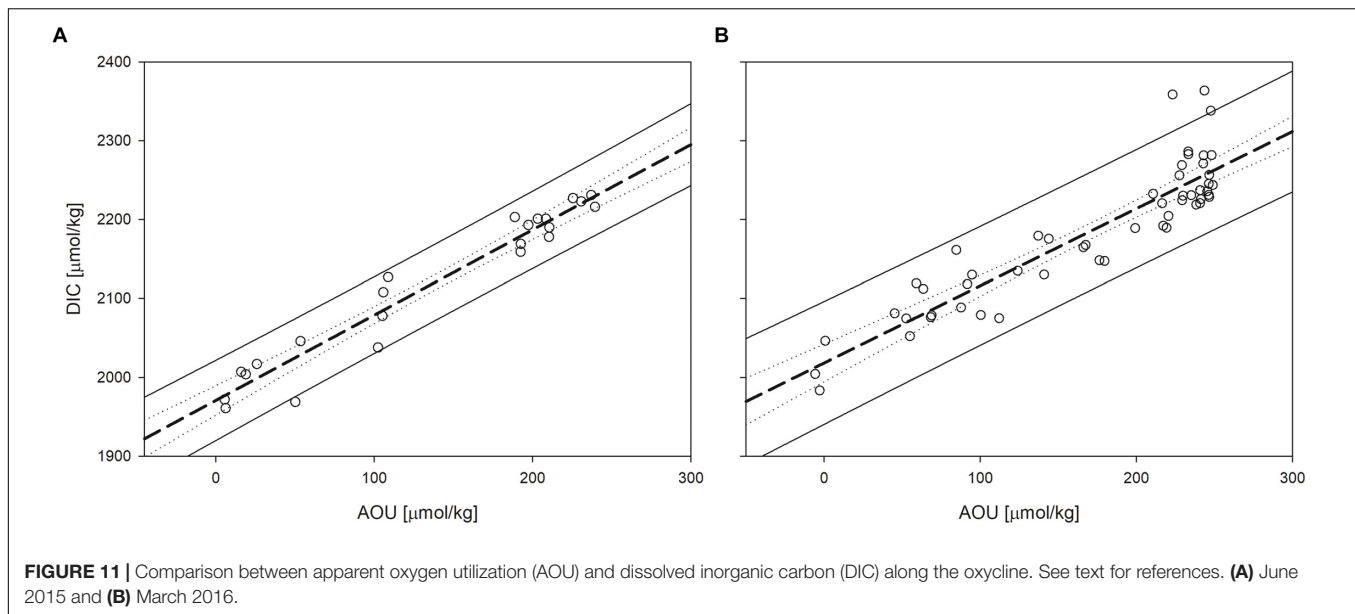 A
B
2400
2300
2200
2100
2000
1900
DIC [μmol/kg]
0
100
200
300
AOU [μmol/kg]
0
100
200
300
AOU [μmol/kg]
FIGURE 11 | Comparison between apparent oxygen utilization (AOU) and dissolved inorganic carbon (DIC) along the oxycline. See text for references. (A) June
2015 and (B) March 2016.